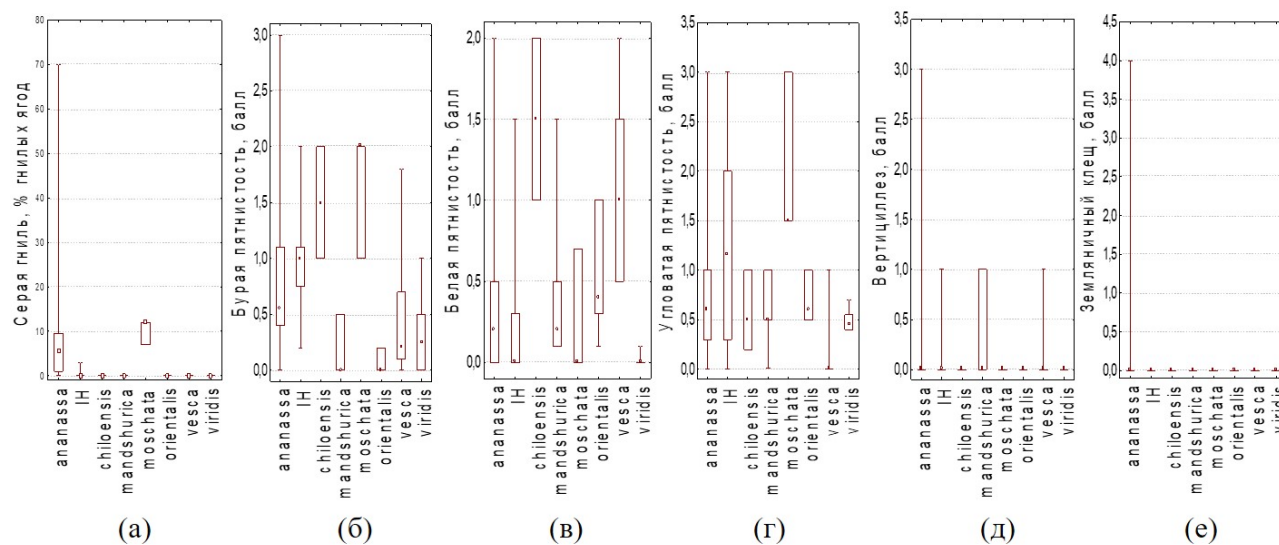 Серая гниль, % гнилых ягод
80
70
60
50
40
30
20
10
0
ananassa
IH
chiloensis
mandshurica
moschata
orientalis
vesca
viridis
(а)
Бурая пятнистость, балл
3,0
2,5
2,0
1,5
1,0
0,5
0,0
ananassa
IH
chiloensis
mandshurica
moschata
orientalis
vesca
viridis
(б)
Белая пятнистость, балл
2,0
1,5
1,0
0,5
0,0
ananassa
IH
chiloensis
mandshurica
moschata
orientalis
vesca
viridis
(в)
Угловатая пятнистость, балл
3,5
3,0
2,5
2,0
1,5
1,0
0,5
0,0
ananassa
IH
chiloensis
mandshurica
moschata
orientalis
vesca
viridis
(г)
Вертициллез, балл
3,5
3,0
2,5
2,0
1,5
1,0
0,5
0,0
ananassa
IH
chiloensis
mandshurica
moschata
orientalis
vesca
viridis
(д)
Земляничный клещ, балл
4,5
4,0
3,5
3,0
2,5
2,0
1,5
1,0
0,5
0,0
ananassa
IH
chiloensis
mandshurica
moschata
orientalis
vesca
viridis
(е)